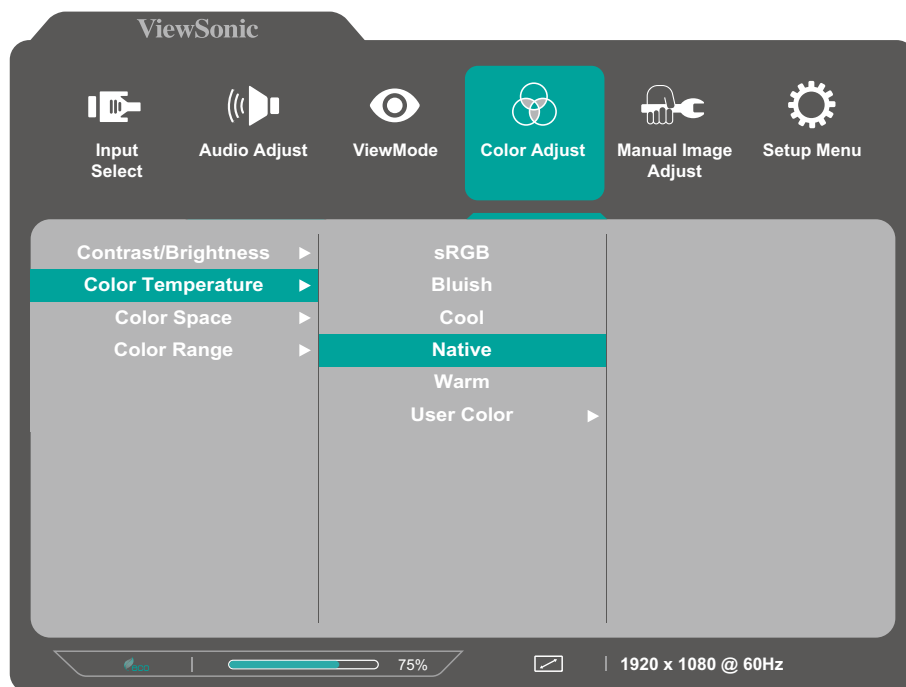 ViewSonic
Input
Select
Audio Adjust
ViewMode
Color Adjust
Manual Image
Adjust
Setup Menu
Contrast/Brightness
Color Temperature
Color Space
Color Range
sRGB
Bluish
Cool
Native
Warm
User Color
eco
75%
1920 x 1080 @ 60Hz